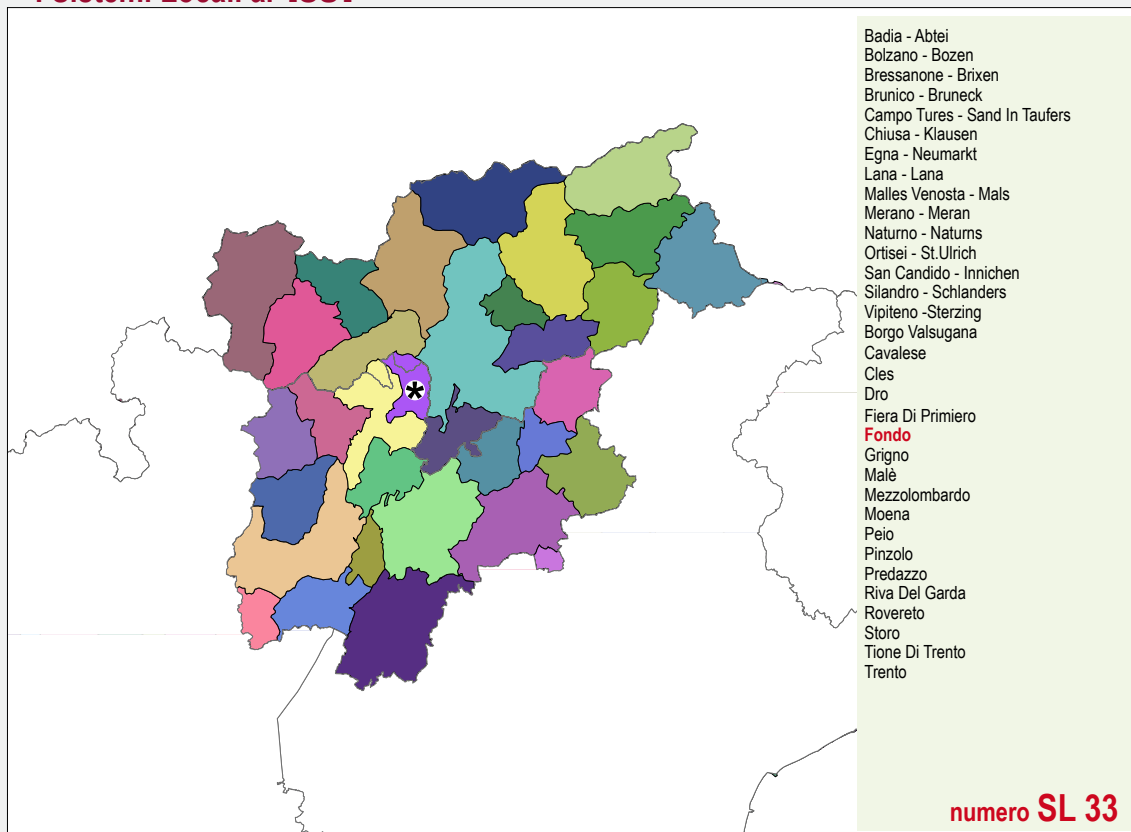 Badia - Abtei
Bolzano - Bozen
Bressanone - Brixen
Brunico - Bruneck
Campo Tures - Sand In Taufers
Chiusa - Klausen
Egna - Neumarkt
Lana - Lana
Malles Venosta - Mals
Merano - Meran
Naturno - Naturns
Ortisei - St.Ulrich
San Candido - Innichen
Silandro - Schlanders
Vipiteno -Sterzing
Borgo Valsugana
Cavalese
Cles
Dro
Fiera Di Primiero
Fondo
Grigno
Malè
Mezzolombardo
Moena
Peio
Pinzolo
Predazzo
Riva Del Garda
Rovereto
Storo
Tione Di Trento
Trento
*
numero SL 33